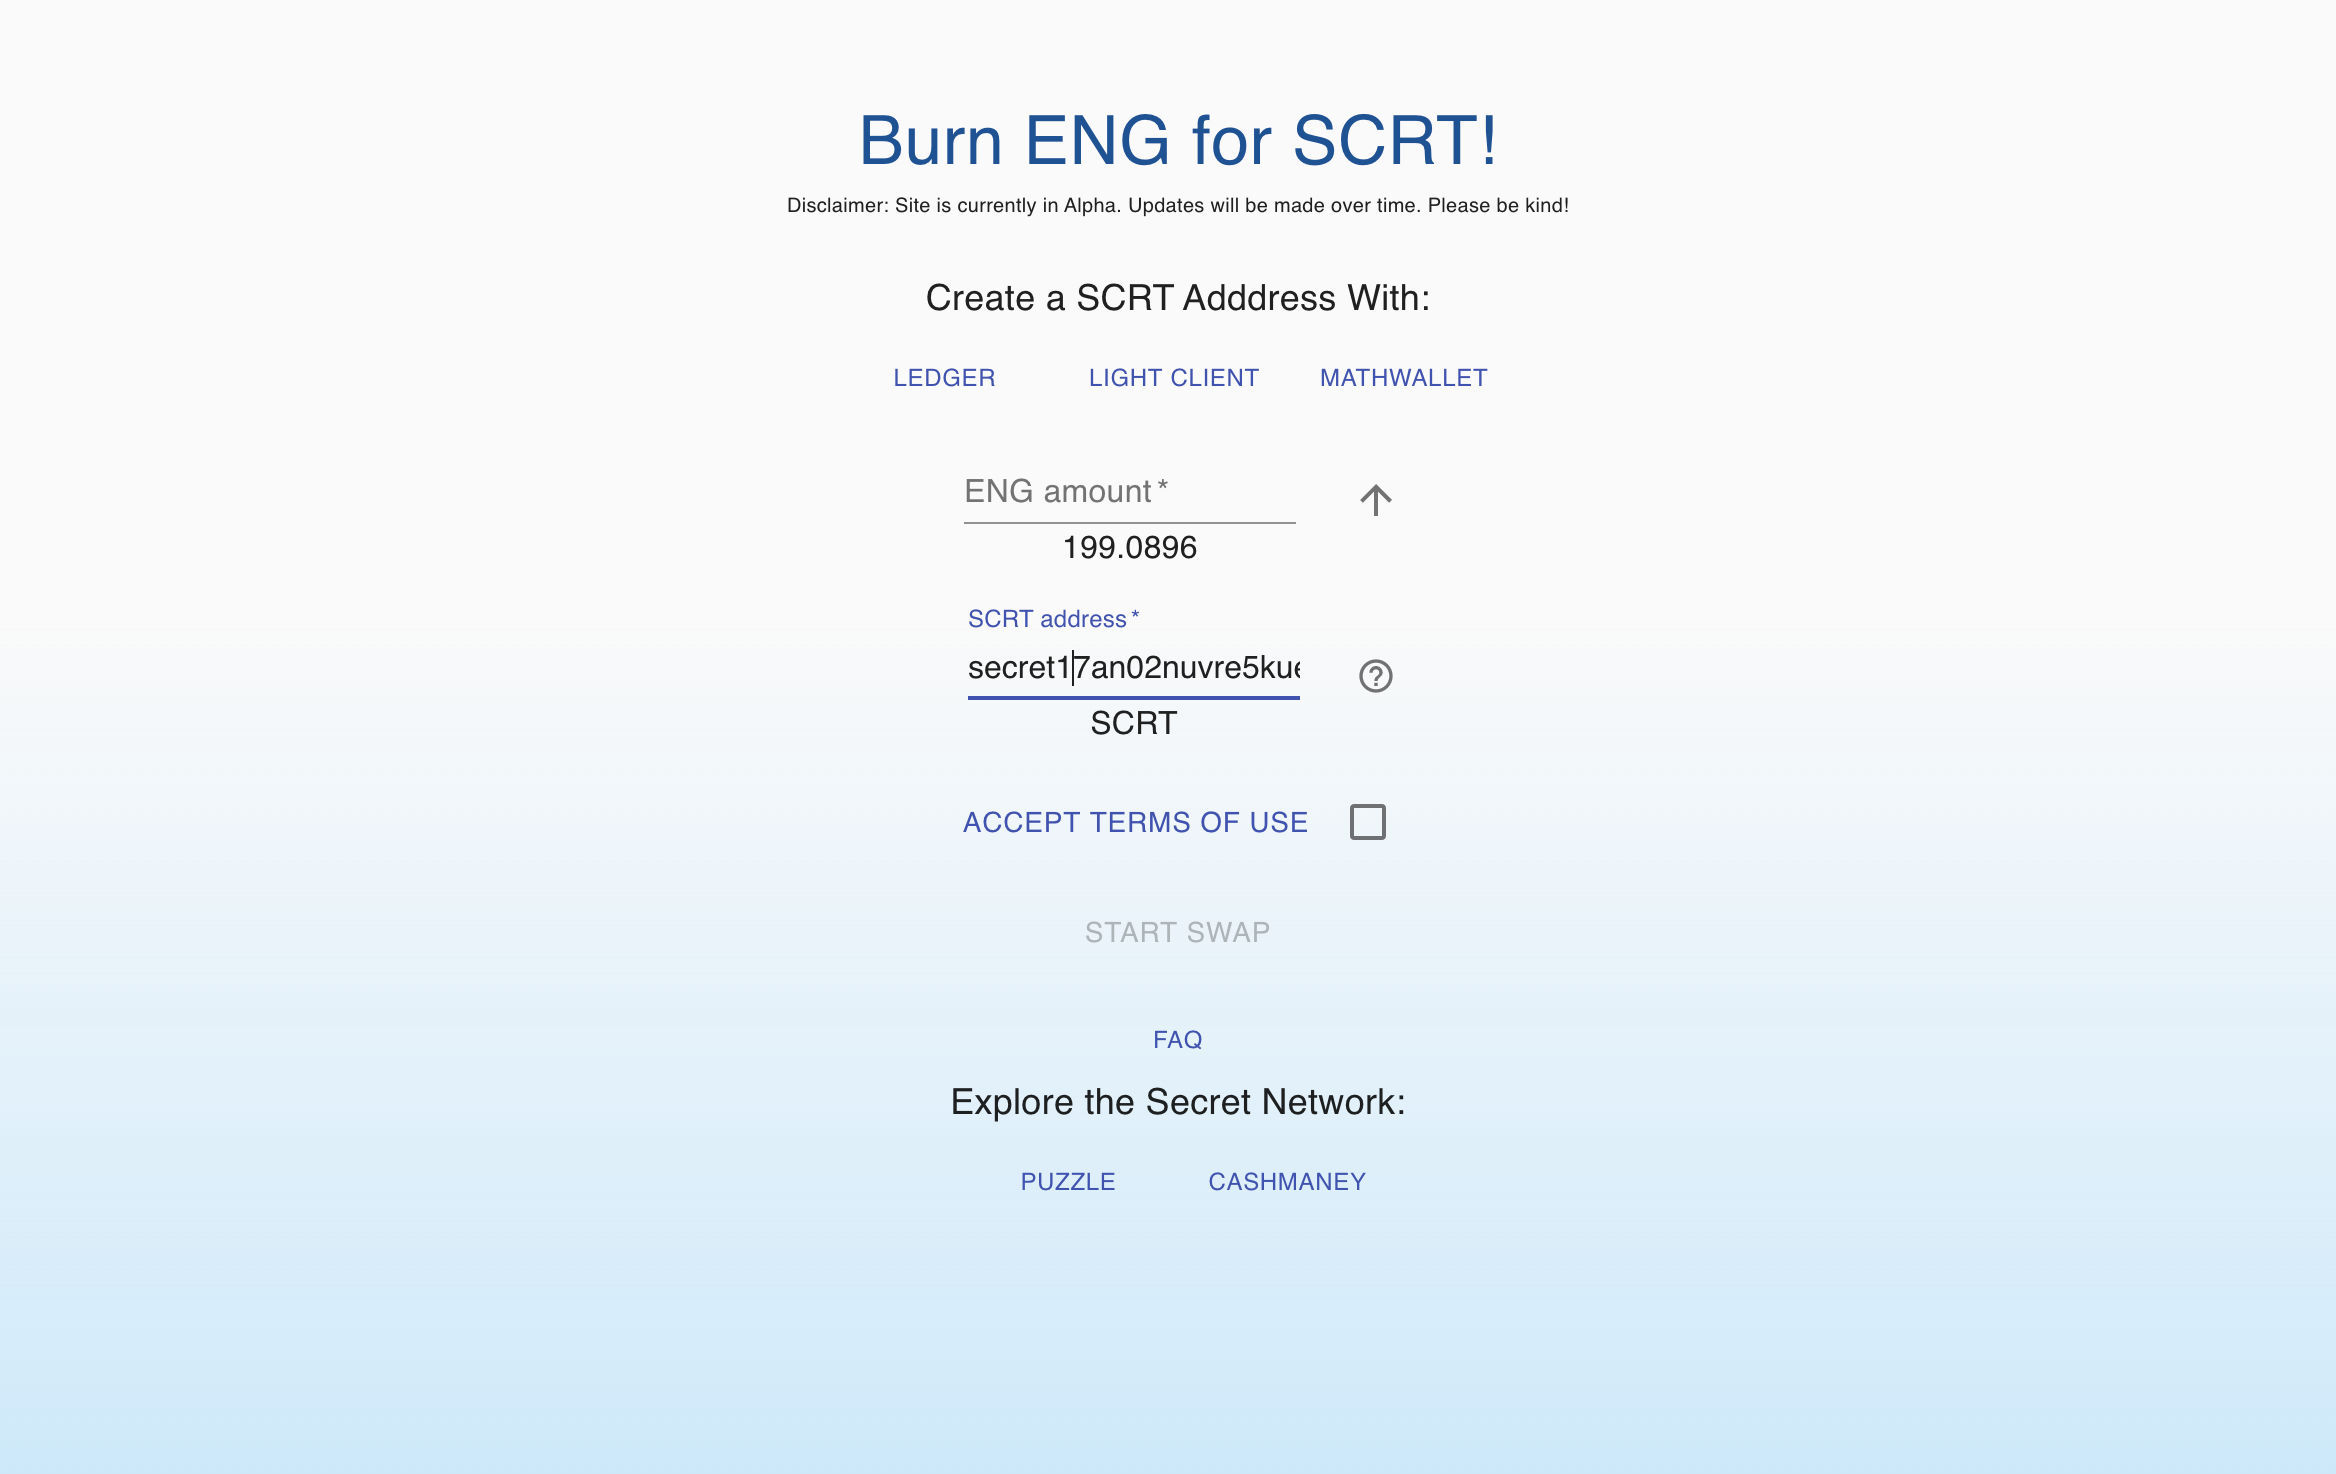 Burn ENG for SCRT!
Disclaimer: Site is currently in Alpha. Updates will be made over time. Please be kind!
Create a SCRT Adddress With:
LEDGER LIGHT CLIENT MATHWALLET
ENG amount *
199.0896
SCRT address *
secret17an02nuvre5kue
SCRT
ACCEPT TERMS OF USE
START SWAP
FAQ
Explore the Secret Network:
PUZZLE CASHMANEY